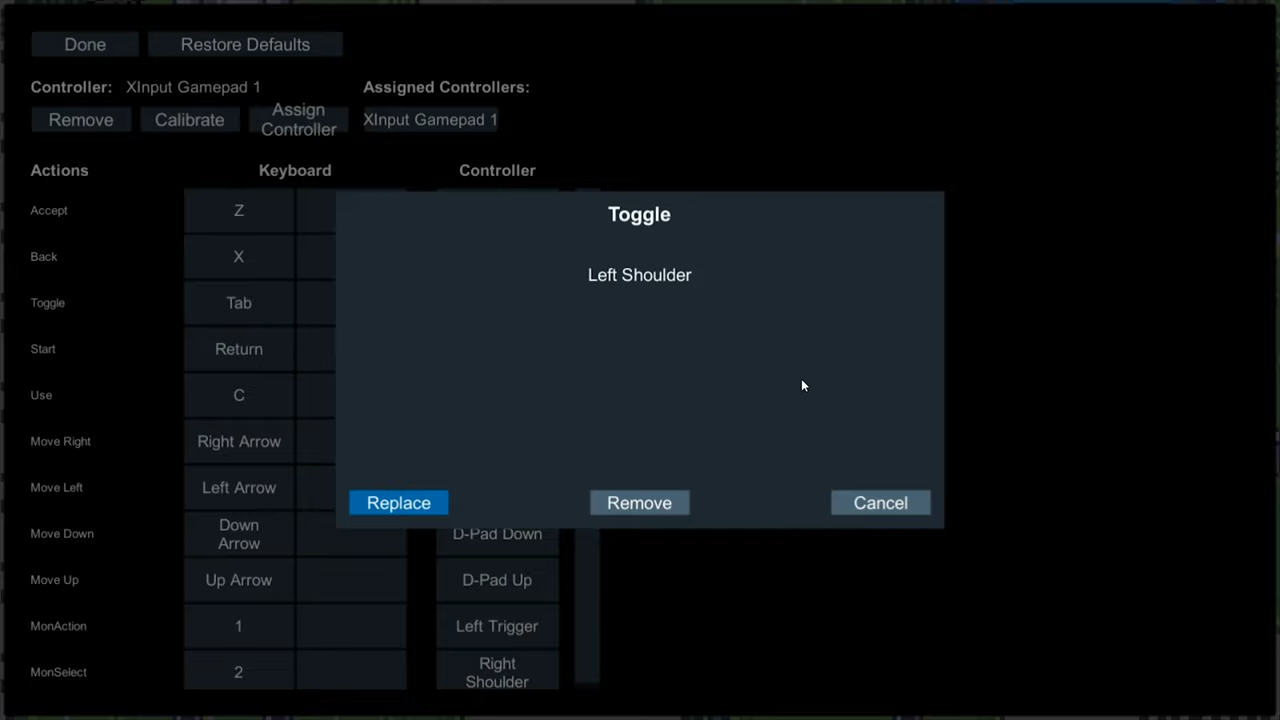 Done Restore Defaults
Controller: XInput Gamepad 1 Assigned Controllers:
Remove Calibrate Assign Controller XInput Gamepad 1
Actions Keyboard Controller
Accept Z
Back X
Toggle Tab
Start Return
Use C
Move Right Right Arrow
Move Left Left Arrow
Move Down Down Arrow D-Pad Down
Move Up Up Arrow D-Pad Up
MonAction 1 Left Trigger
MonSelect 2 Right Shoulder
Toggle
Left Shoulder
Replace Remove Cancel